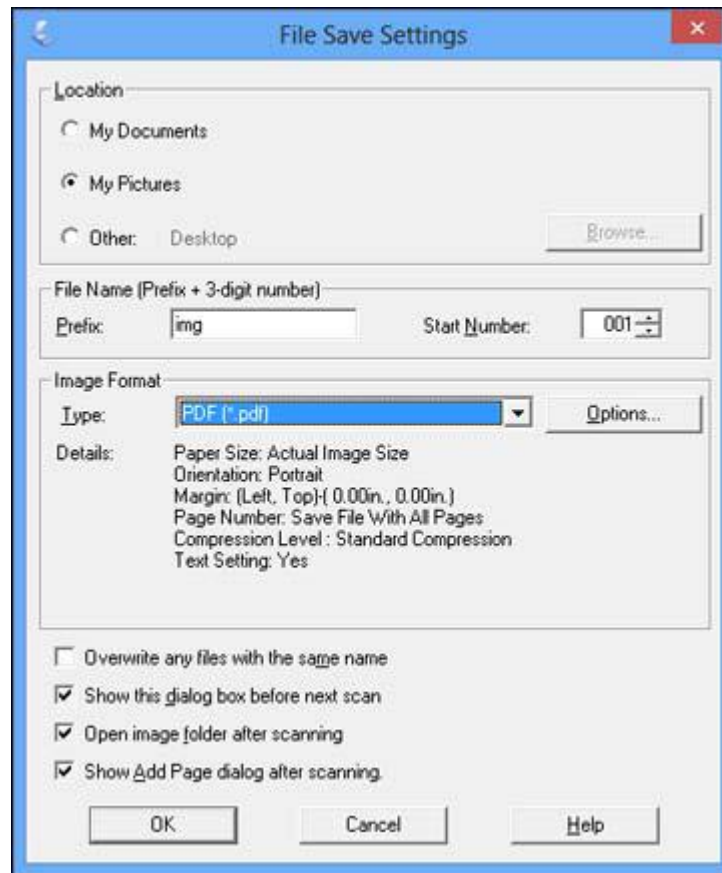 File Save Settings
Location
My Documents
My Pictures
Other: Desktop Browse...
File Name (Prefix + 3-digit number)
Prefix: img Start Number: 001
Image Format
Type: PDF (*.pdf) Options...
Details: Paper Size: Actual Image Size
Orientation: Portrait
Margin: (Left, Top)-( 0.00in., 0.00in.)
Page Number: Save File With All Pages
Compression Level : Standard Compression
Text Setting: Yes
Overwrite any files with the same name
Show this dialog box before next scan
Open image folder after scanning
Show Add Page dialog after scanning.
OK Cancel Help